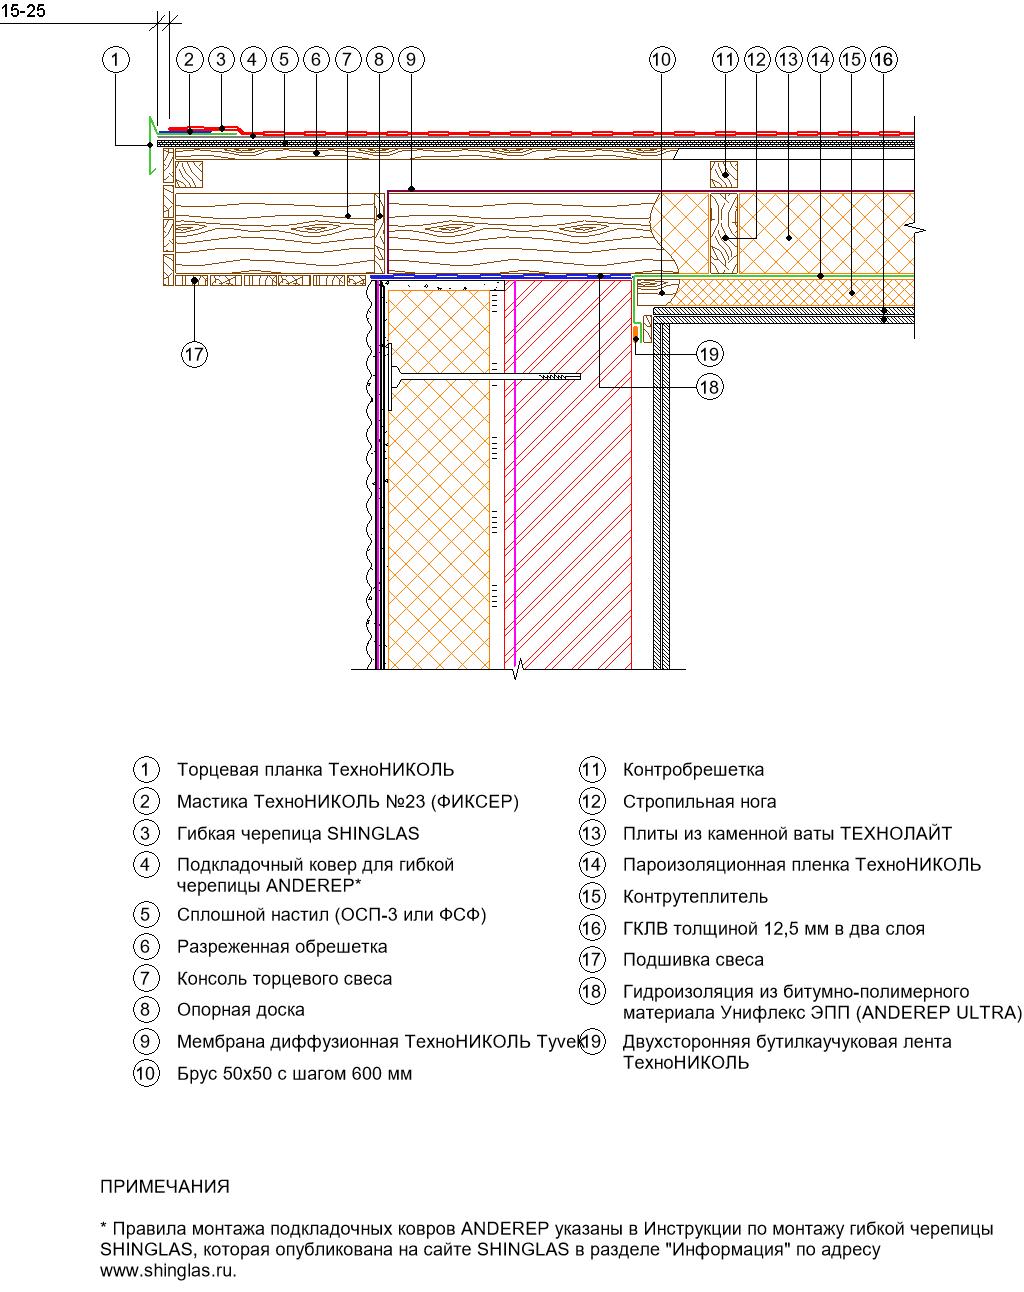 15-25
1 2 3 4 5 6 7 8 9 10 11 12 13 14 15 16
17
19
18
1 Торцевая планка ТехноНИКОЛЬ
2 Мастика ТехноНИКОЛЬ №23 (ФИКСЕР)
3 Гибкая черепица SHINGLAS
4 Подкладочный ковер для гибкой
черепицы ANDEREP*
5 Сплошной настил (ОСП-3 или ФСФ)
6 Разреженная обрешетка
7 Консоль торцевого свеса
8 Опорная доска
9 Мембрана диффузионная ТехноНИКОЛЬ Tyvek
10 Брус 50х50 с шагом 600 мм
11 Контробрешетка
12 Стропильная нога
13 Плиты из каменной ваты ТЕХНОЛАЙТ
14 Пароизоляционная пленка ТехноНИКОЛЬ
15 Контрутеплитель
16 ГКЛВ толщиной 12,5 мм в два слоя
17 Подшивка свеса
18 Гидроизоляция из битумно-полимерного
материала Унифлекс ЭПП (ANDEREP ULTRA)
19 Двухсторонняя бутилкаучуковая лента
ТехноНИКОЛЬ
ПРИМЕЧАНИЯ
* Правила монтажа подкладочных ковров ANDEREP указаны в Инструкции по монтажу гибкой черепицы
SHINGLAS, которая опубликована на сайте SHINGLAS в разделе "Информация" по адресу
www.shinglas.ru.